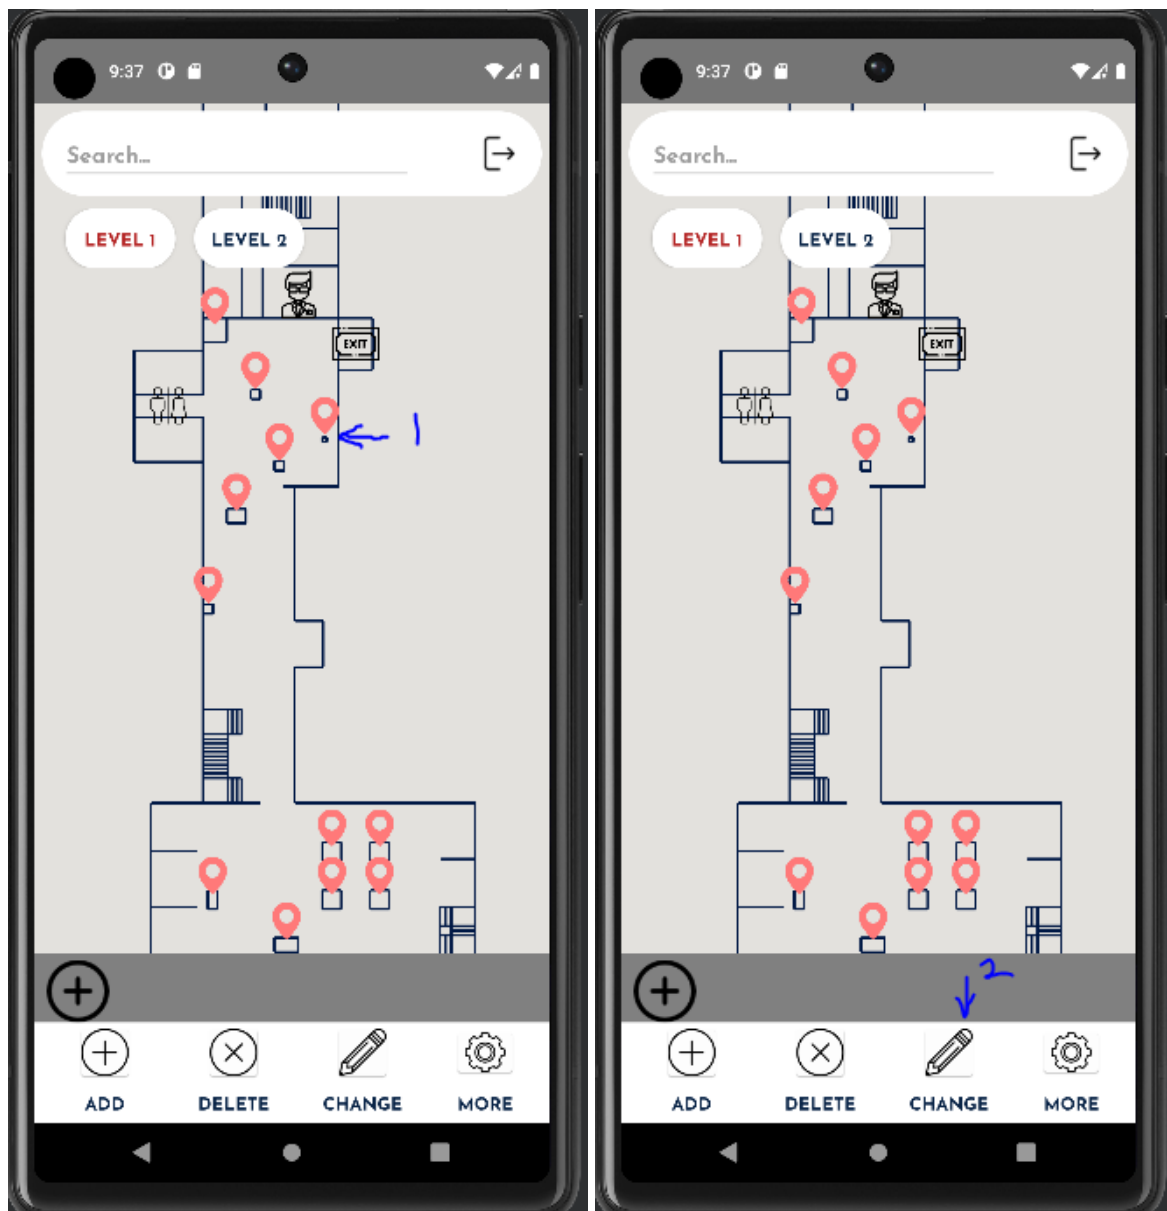 9:37
Search...
LEVEL 1 LEVEL 2
EXIT
1
ADD DELETE CHANGE MORE
9:37
Search...
LEVEL 1 LEVEL 2
EXIT
2
ADD DELETE CHANGE MORE